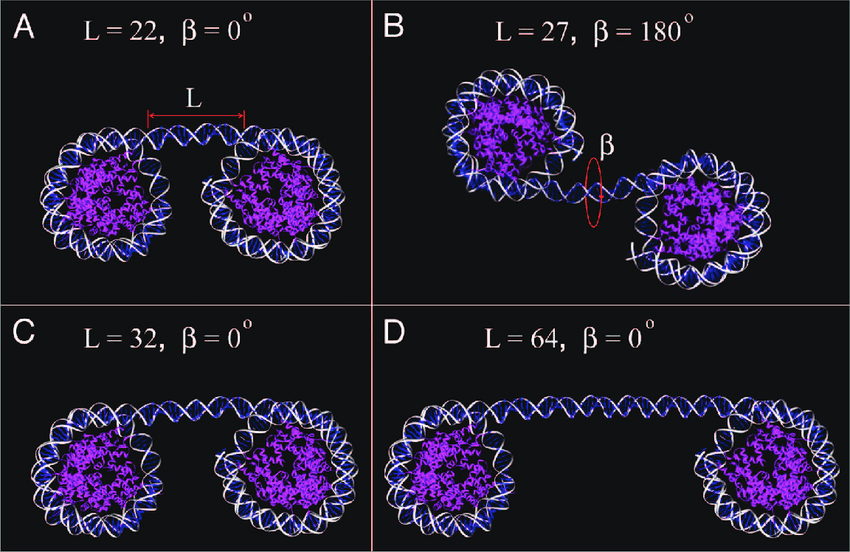 A
L = 22, β = 0°
L
B
L = 27, β = 180°
β
C
L = 32, β = 0°
D
L = 64, β = 0°